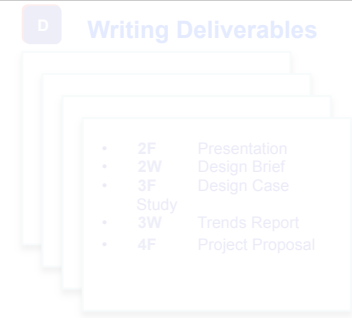 D
Writing Deliverables
• 2F Presentation
• 2W Design Brief
• 3F Design Case
Study
• 3W Trends Report
• 4F Project Proposal